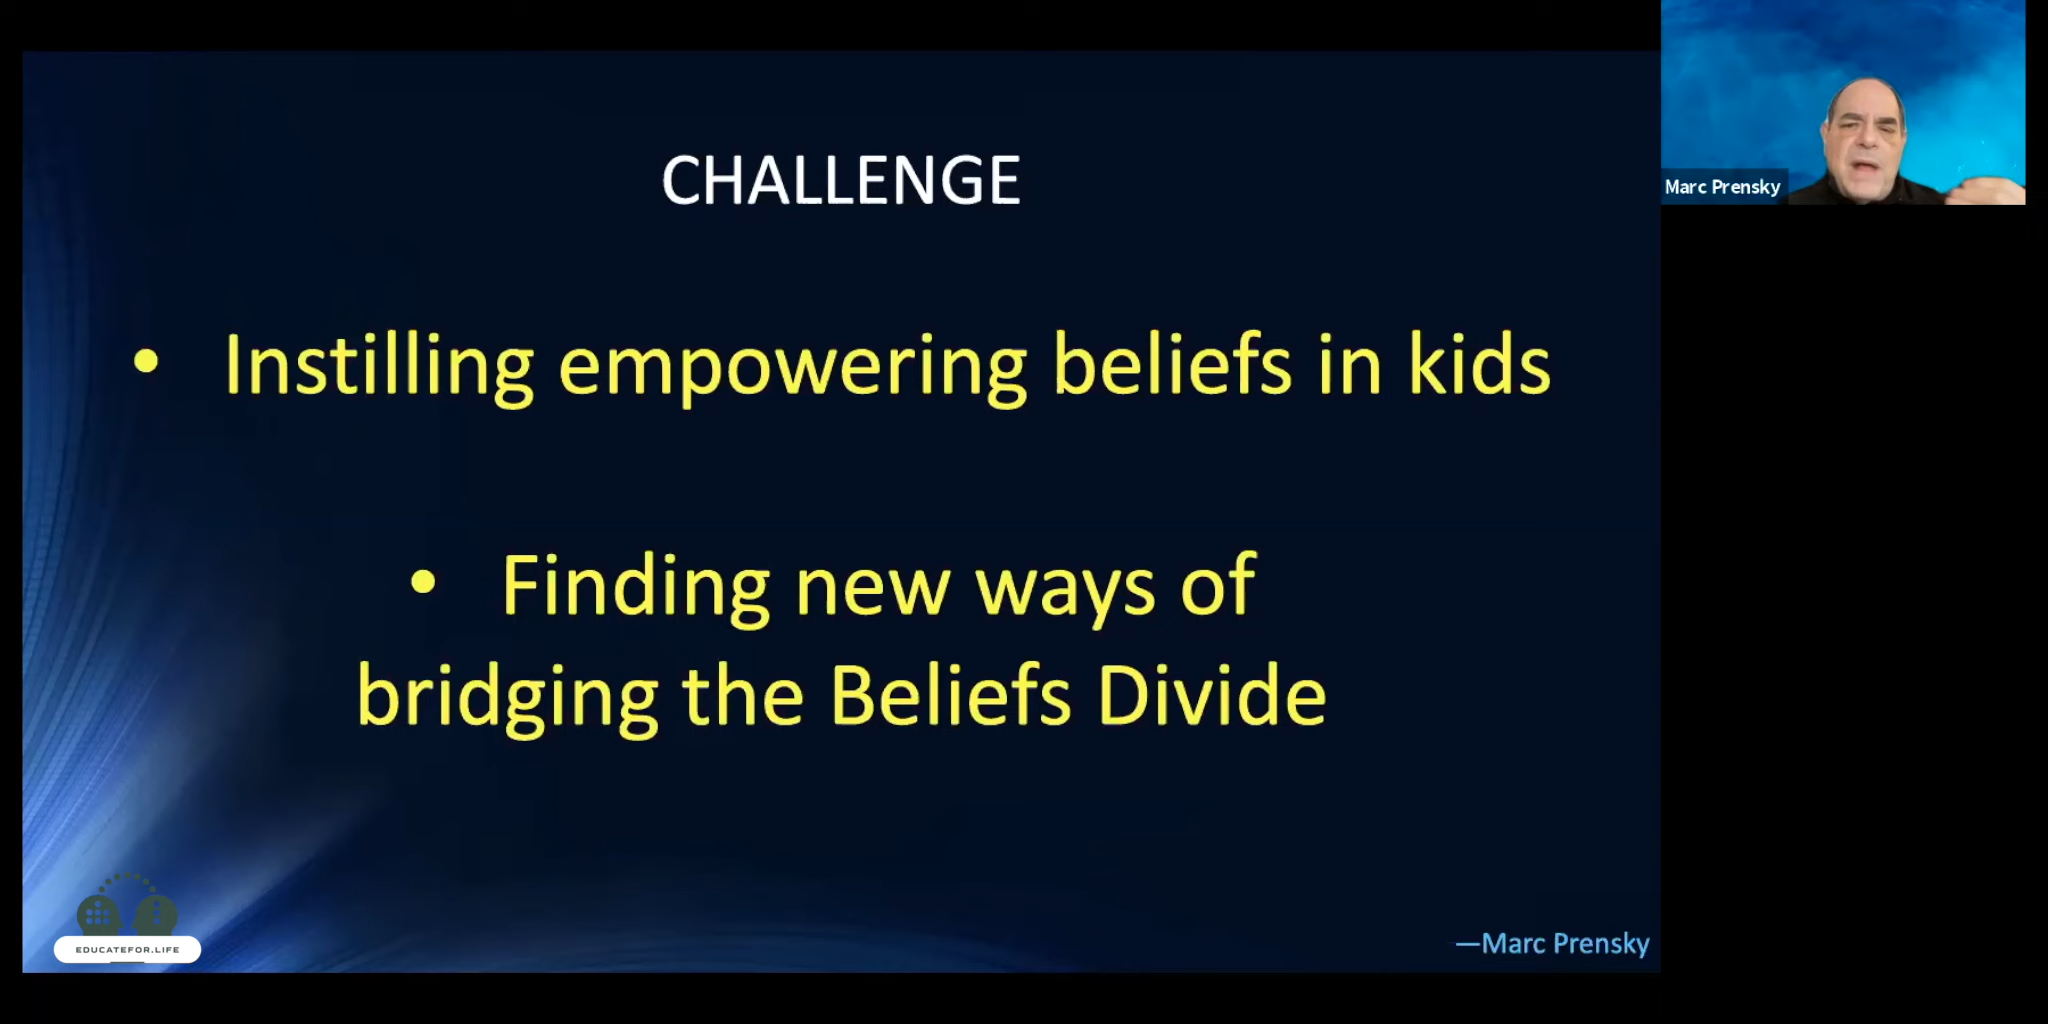 CHALLENGE
• Instilling empowering beliefs in kids
• Finding new ways of
bridging the Beliefs Divide
—Marc Prensky
EDUCATEFOR.LIFE
Marc Prensky